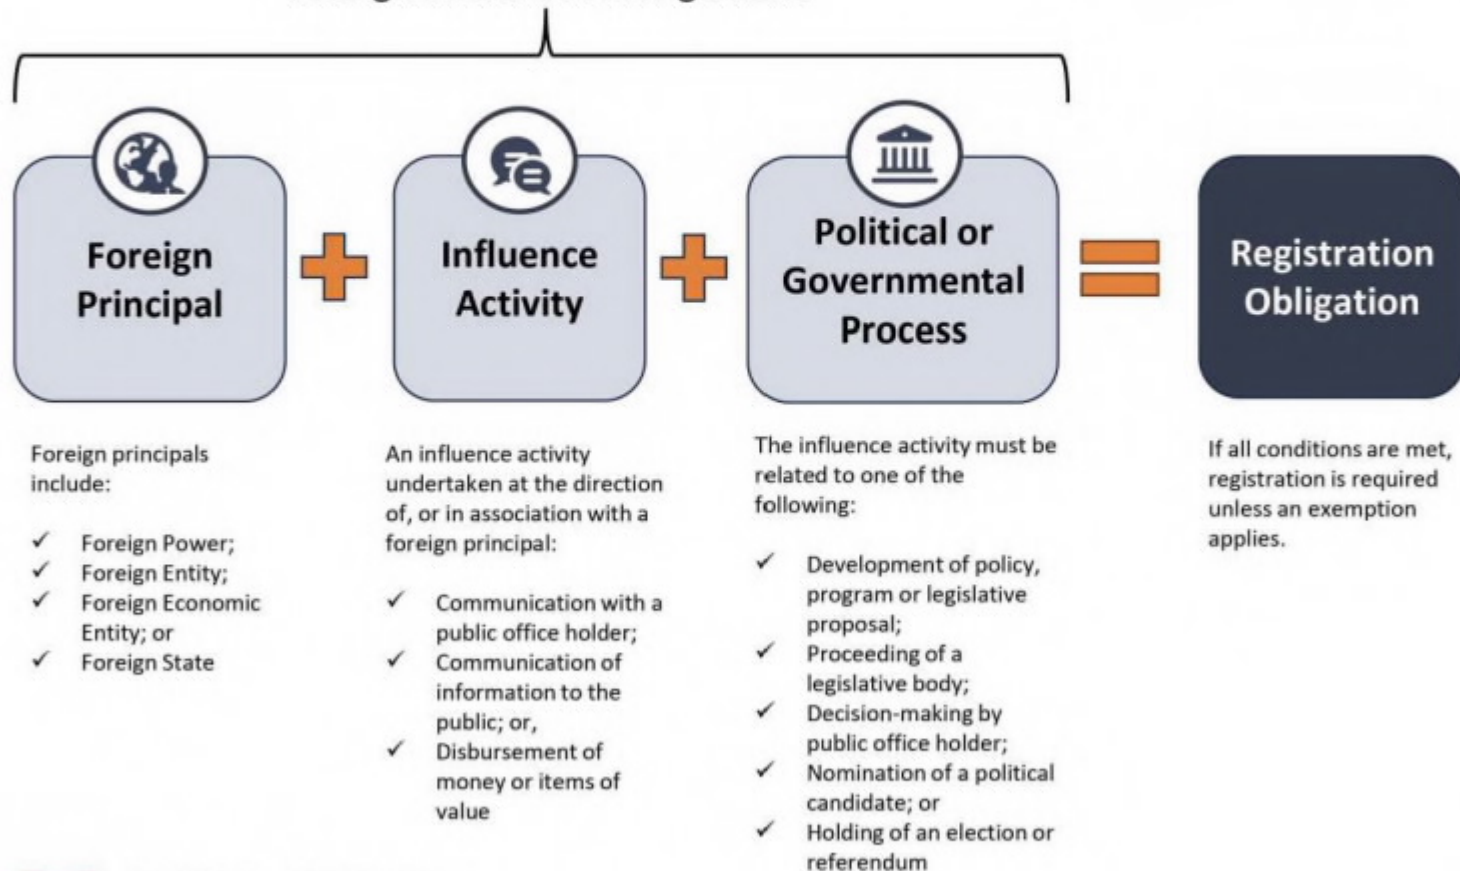 Foreign
Principal
Influence
Activity
Political or
Governmental
Process
Registration
Obligation
Foreign principals
include:
✓ Foreign Power;
✓ Foreign Entity;
✓ Foreign Economic
Entity; or
✓ Foreign State
An influence activity
undertaken at the direction
of, or in association with a
foreign principal:
✓ Communication with a
public office holder;
✓ Communication of
information to the
public; or,
✓ Disbursement of
money or items of
value
The influence activity must be
related to one of the
following:
✓ Development of policy,
program or legislative
proposal;
✓ Proceeding of a
legislative body;
✓ Decision-making by
public office holder;
✓ Nomination of a political
candidate; or
✓ Holding of an election or
referendum
If all conditions are met,
registration is required
unless an exemption
applies.